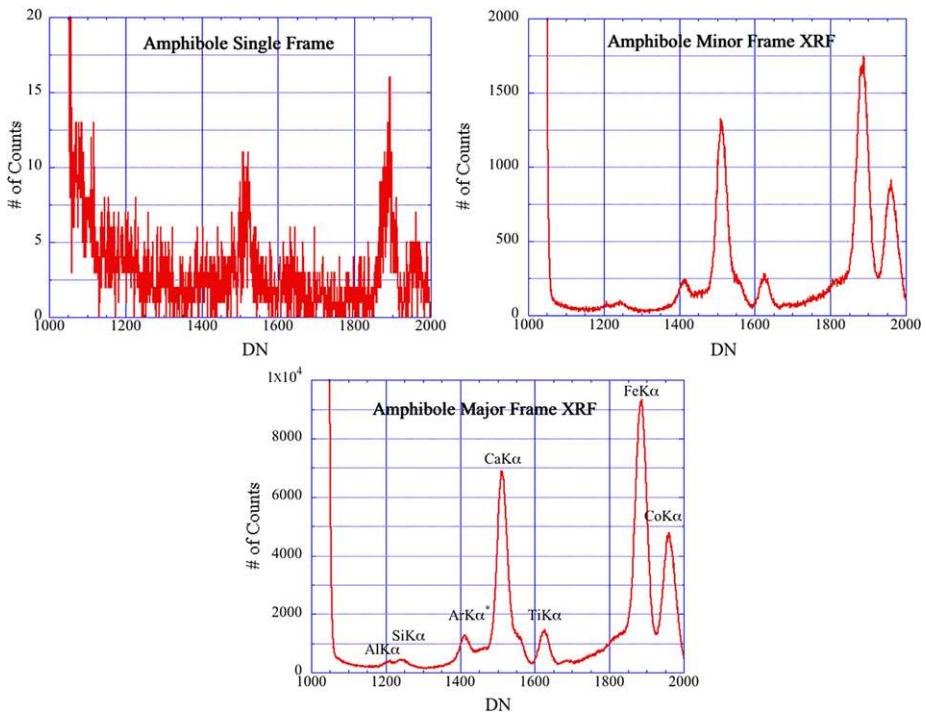 Amphibole Single Frame
# of Counts
20
15
10
5
0
1000 1200 1400 1600 1800 2000
DN
Amphibole Minor Frame XRF
# of Counts
2000
1500
1000
500
0
1000 1200 1400 1600 1800 2000
DN
Amphibole Major Frame XRF
# of Counts
1x10⁴
8000
6000
4000
2000
0
FeKα
CaKα
CoKα
ArKα*
TiKα
SiKα
AlKα
1000 1200 1400 1600 1800 2000
DN